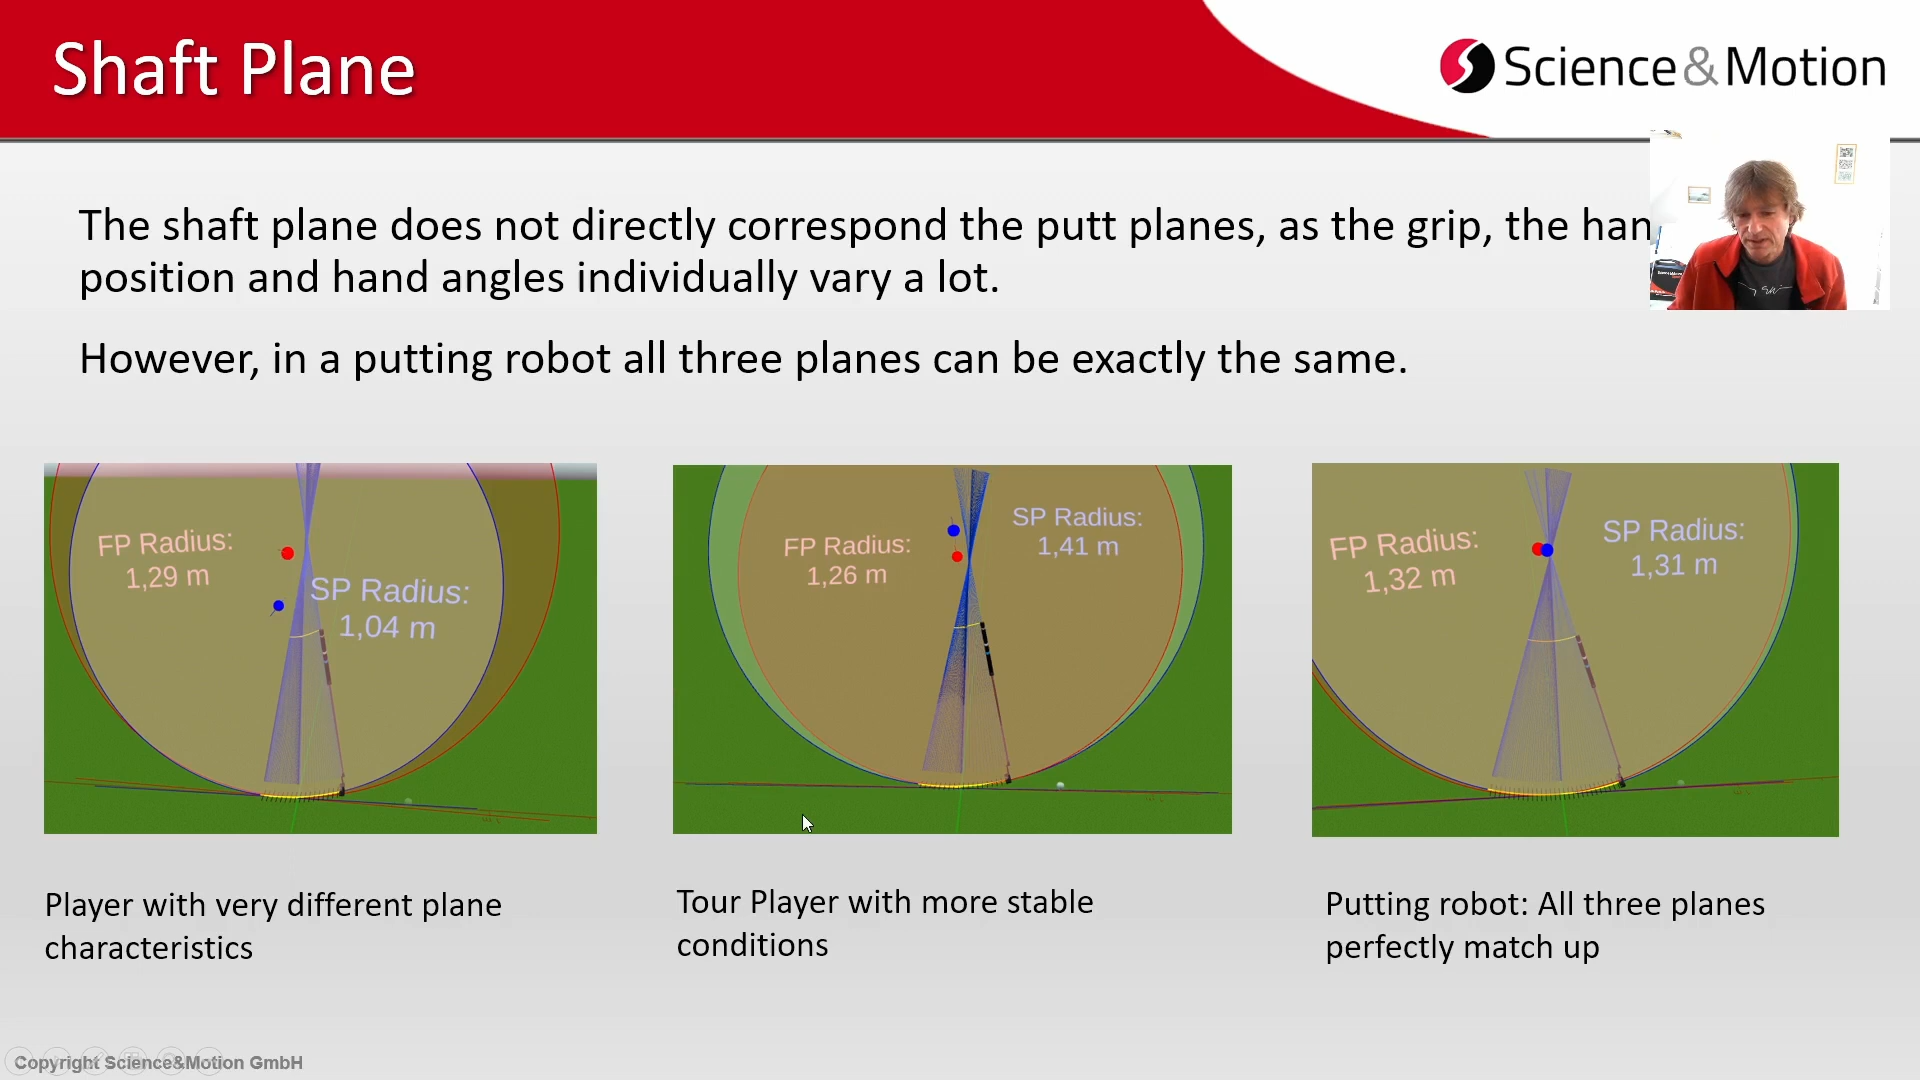 Shaft Plane
Science&Motion
The shaft plane does not directly correspond the putt planes, as the grip, the han
position and hand angles individually vary a lot.
However, in a putting robot all three planes can be exactly the same.
FP Radius:
1,29 m
SP Radius:
1,04 m
FP Radius:
1,26 m
SP Radius:
1,41 m
FP Radius:
1,32 m
SP Radius:
1,31 m
Player with very different plane
characteristics
Tour Player with more stable
conditions
Putting robot: All three planes
perfectly match up
Copyright Science&Motion GmbH